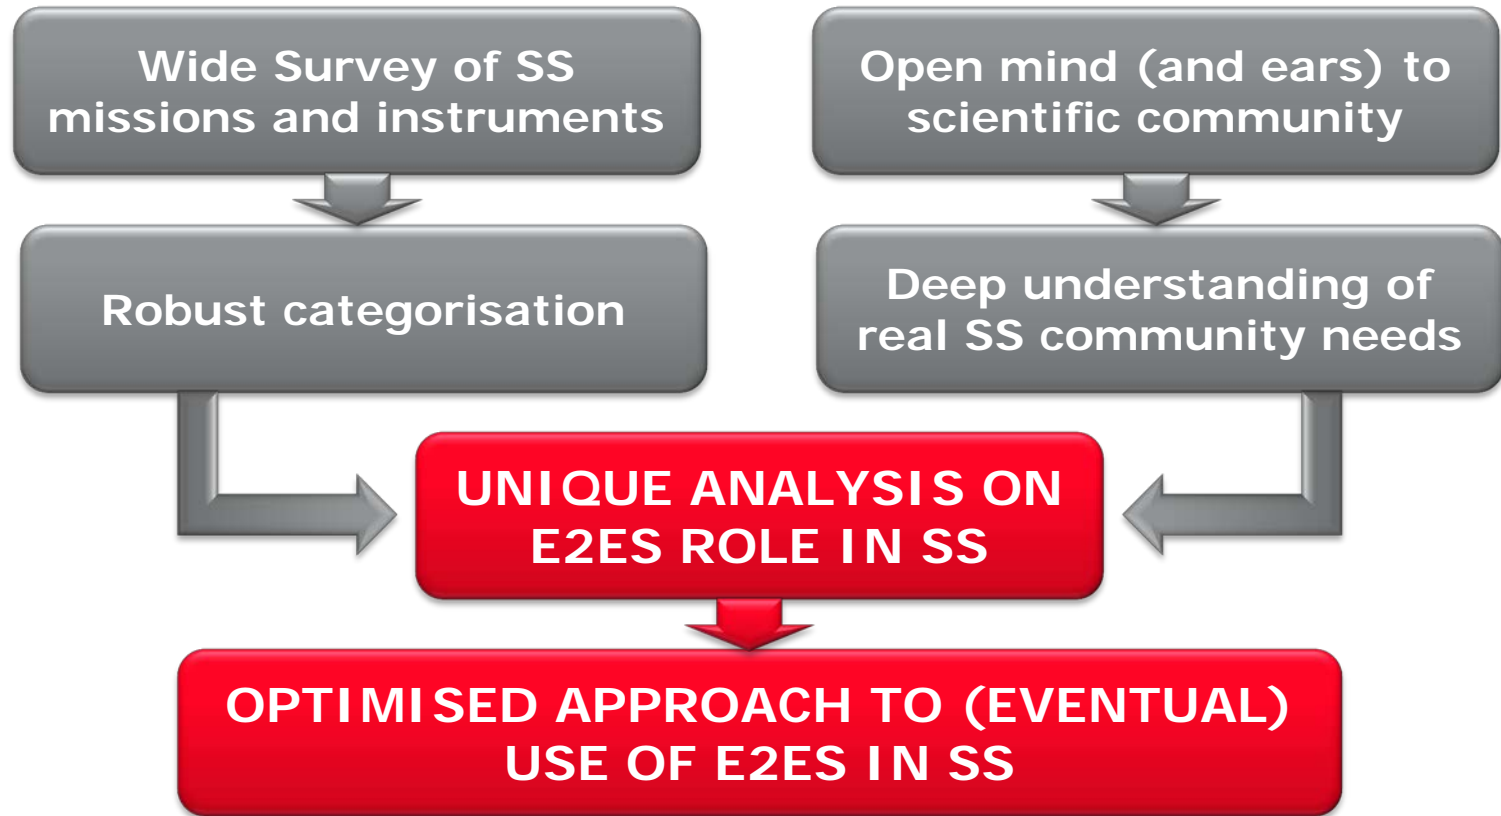 Wide Survey of SS
missions and instruments
Open mind (and ears) to
scientific community
Robust categorisation
Deep understanding of
real SS community needs
UNIQUE ANALYSIS ON
E2ES ROLE IN SS
OPTIMISED APPROACH TO (EVENTUAL)
USE OF E2ES IN SS